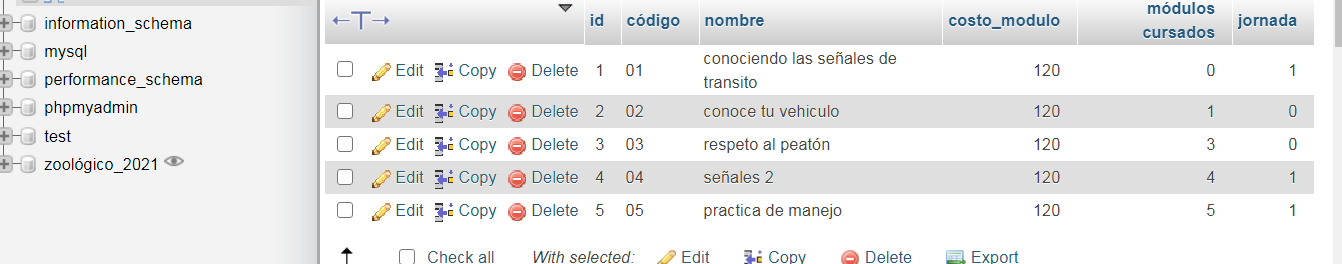 information_schema
mysql
performance_schema
phpmyadmin
test
zoológico_2021
id código nombre costo_modulo módulos cursados jornada
Edit Copy Delete 1 01 conociendo las señales de transito 120 0 1
Edit Copy Delete 2 02 conoce tu vehiculo 120 1 0
Edit Copy Delete 3 03 respeto al peatón 120 3 0
Edit Copy Delete 4 04 señales 2 120 4 1
Edit Copy Delete 5 05 practica de manejo 120 5 1
Check all With selected: Edit Copy Delete Export